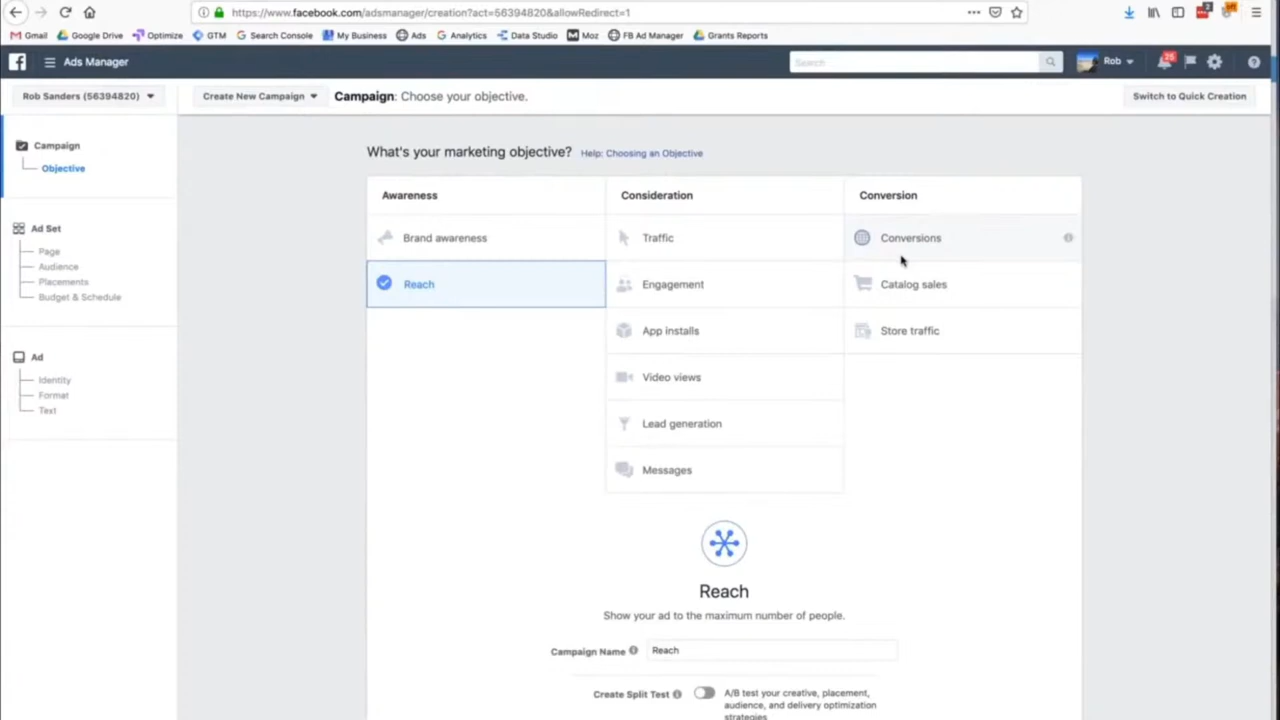 https://www.facebook.com/adsmanager/creation?act=56394820&allowRedirect=1
Gmail Google Drive Optimize GTM Search Console My Business Ads Analytics Data Studio Moz FB Ad Manager Grants Reports
Ads Manager Search Rob 25
Rob Sanders (56394820) Create New Campaign Campaign: Choose your objective. Switch to Quick Creation
Campaign
Objective
Ad Set
Page
Audience
Placements
Budget & Schedule
Ad
Identity
Format
Text
What's your marketing objective? Help: Choosing an Objective
Awareness Consideration Conversion
Brand awareness Traffic Conversions
Reach Engagement Catalog sales
App installs Store traffic
Video views
Lead generation
Messages
Reach
Show your ad to the maximum number of people.
Campaign Name Reach
Create Split Test A/B test your creative, placement,
audience, and delivery optimization
strategies